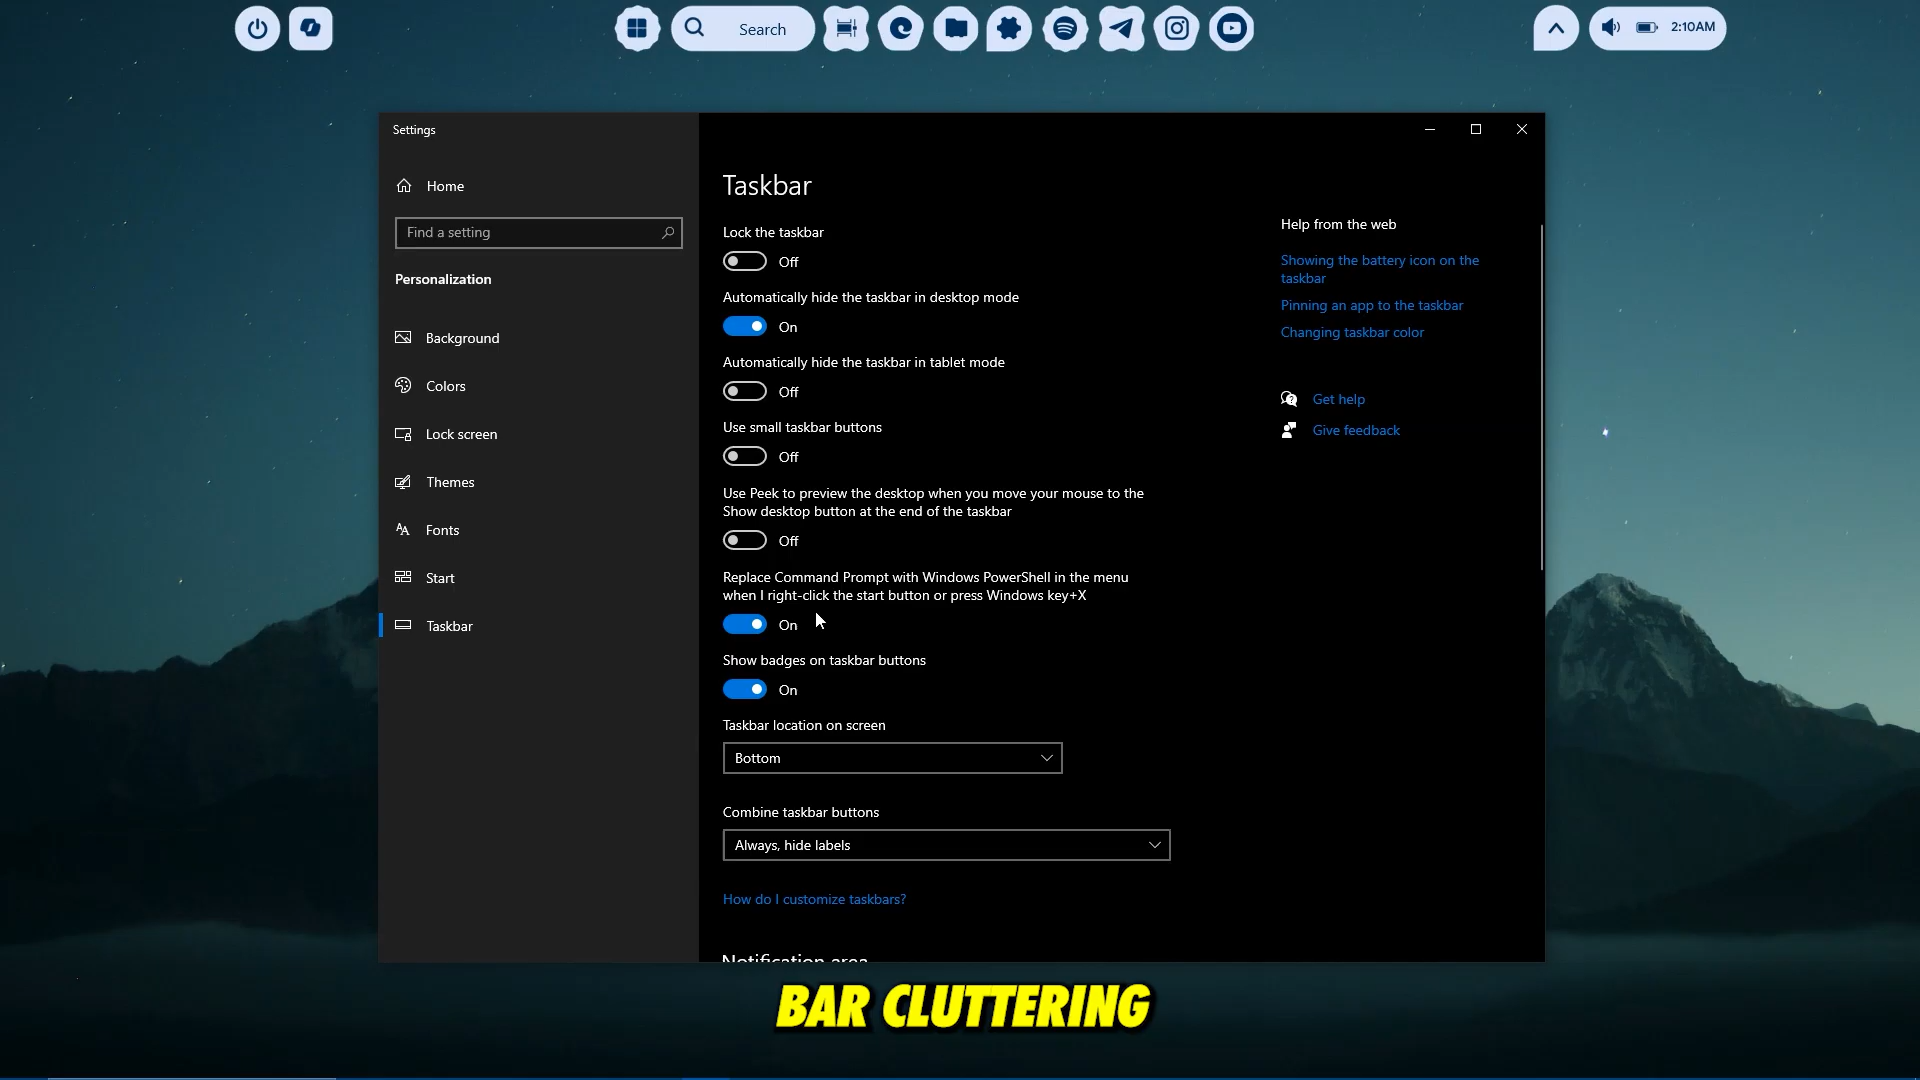 Search
2:10AM
Settings
Home
Find a setting
Personalization
Background
Colors
Lock screen
Themes
Fonts
Start
Taskbar
Taskbar
Lock the taskbar
Off
Automatically hide the taskbar in desktop mode
On
Automatically hide the taskbar in tablet mode
Off
Use small taskbar buttons
Off
Use Peek to preview the desktop when you move your mouse to the
Show desktop button at the end of the taskbar
Off
Replace Command Prompt with Windows PowerShell in the menu
when I right-click the start button or press Windows key+X
On
Show badges on taskbar buttons
On
Taskbar location on screen
Bottom
Combine taskbar buttons
Always, hide labels
How do I customize taskbars?
Notification area
Help from the web
Showing the battery icon on the
taskbar
Pinning an app to the taskbar
Changing taskbar color
Get help
Give feedback
BAR CLUTTERING